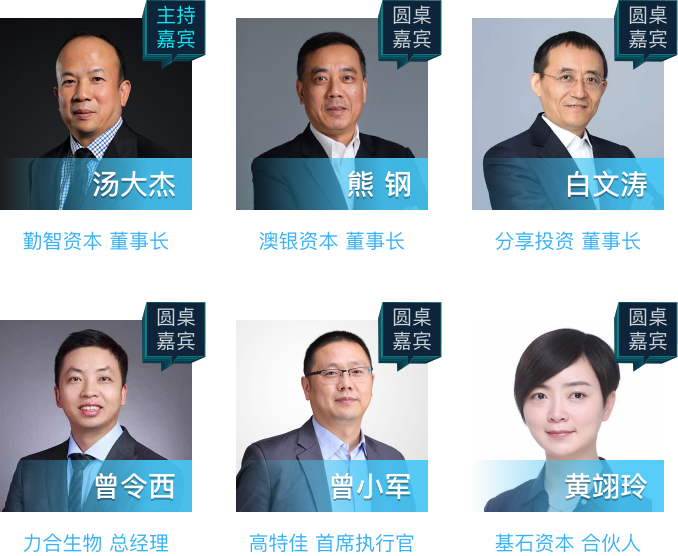 主持
嘉宾
汤大杰
勤智资本 董事长
圆桌
嘉宾
熊 钢
澳银资本 董事长
圆桌
嘉宾
白文涛
分享投资 董事长
圆桌
嘉宾
曾令西
力合生物 总经理
圆桌
嘉宾
曾小军
高特佳 首席执行官
圆桌
嘉宾
黄翊玲
基石资本 合伙人